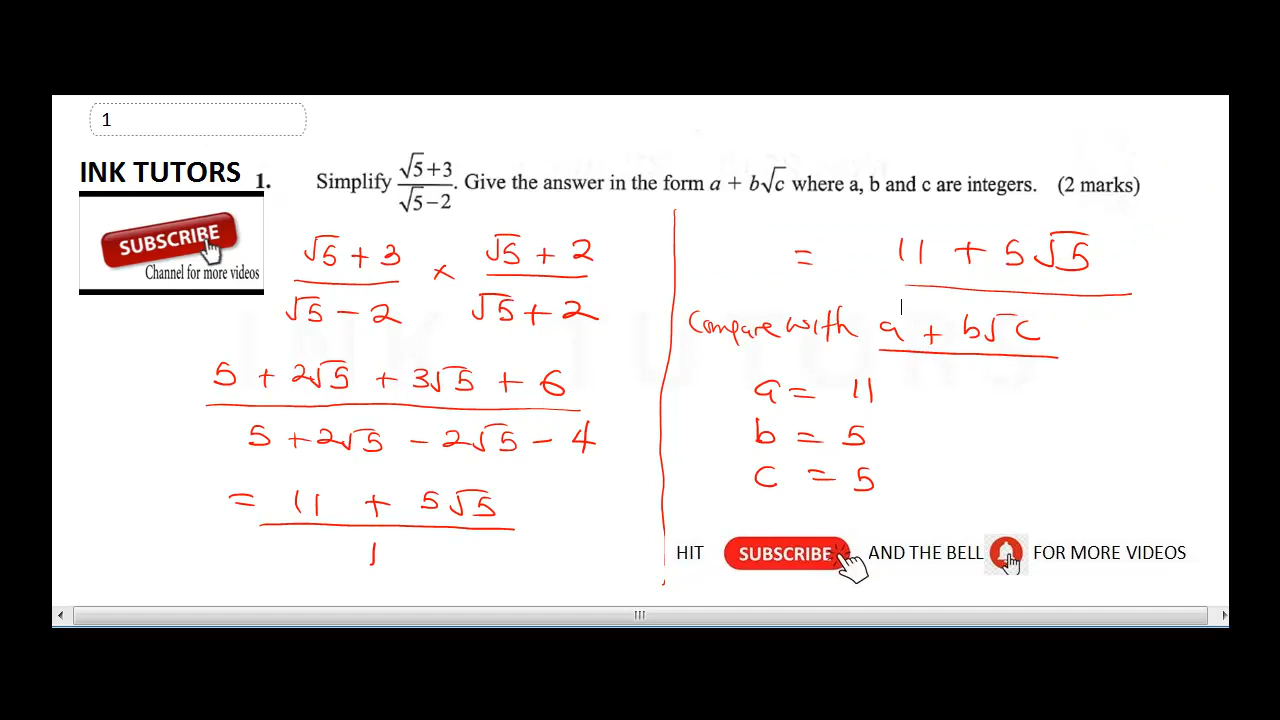 1
INK TUTORS
1. Simplify (√5+3)/(√5−2). Give the answer in the form a + b√c where a, b and c are integers. (2 marks)
SUBSCRIBE
Channel for more videos
(√5 + 3)/(√5 − 2) × (√5 + 2)/(√5 + 2)
5 + 2√5 + 3√5 + 6
5 + 2√5 − 2√5 − 4
= 11 + 5√5
1
= 11 + 5√5
Compare with a + b√c
a = 11
b = 5
c = 5
HIT SUBSCRIBE AND THE BELL FOR MORE VIDEOS
INK TUTORS